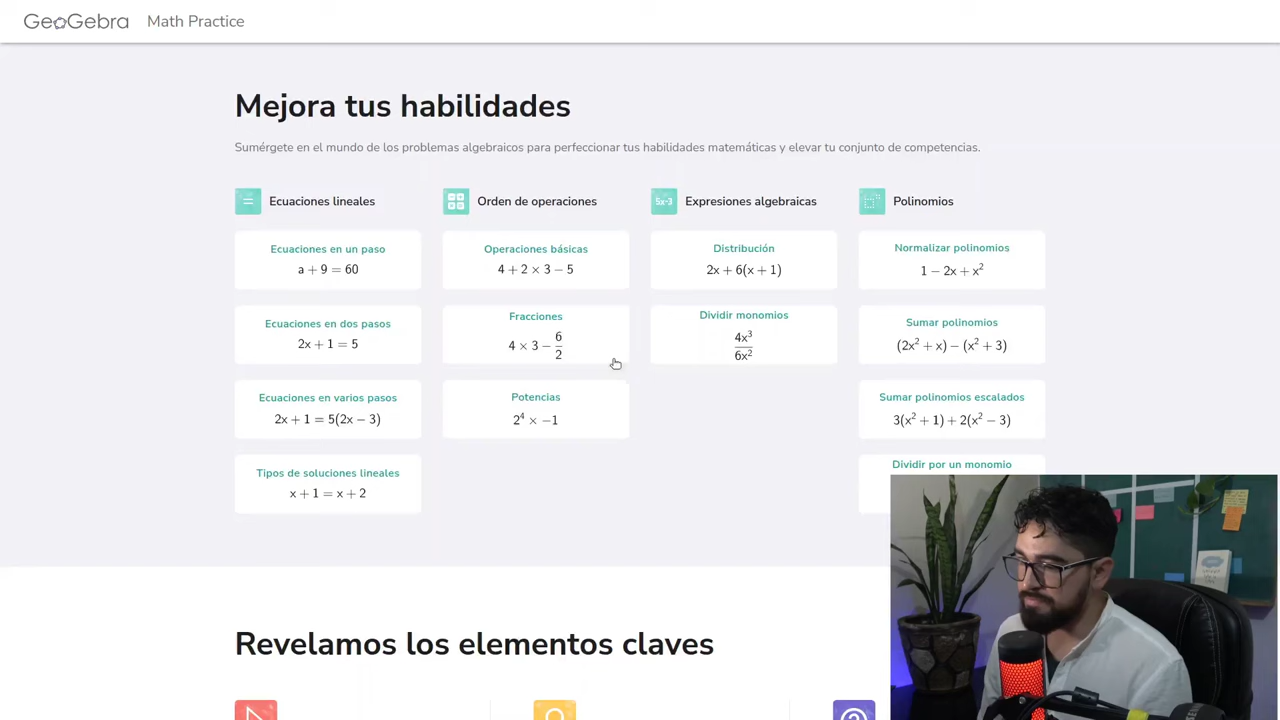 GeoGebra Math Practice
Mejora tus habilidades
Sumérgete en el mundo de los problemas algebraicos para perfeccionar tus habilidades matemáticas y elevar tu conjunto de competencias.
= Ecuaciones lineales
Ecuaciones en un paso
a + 9 = 60
Ecuaciones en dos pasos
2x + 1 = 5
Ecuaciones en varios pasos
2x + 1 = 5(2x − 3)
Tipos de soluciones lineales
x + 1 = x + 2
Orden de operaciones
Operaciones básicas
4 + 2 × 3 − 5
Fracciones
4 × 3 − 6/2
Potencias
2⁴ × −1
5x-3 Expresiones algebraicas
Distribución
2x + 6(x + 1)
Dividir monomios
4x³/6x²
Polinomios
Normalizar polinomios
1 − 2x + x²
Sumar polinomios
(2x² + x) − (x² + 3)
Sumar polinomios escalados
3(x² + 1) + 2(x² − 3)
Dividir por un monomio
Revelamos los elementos claves